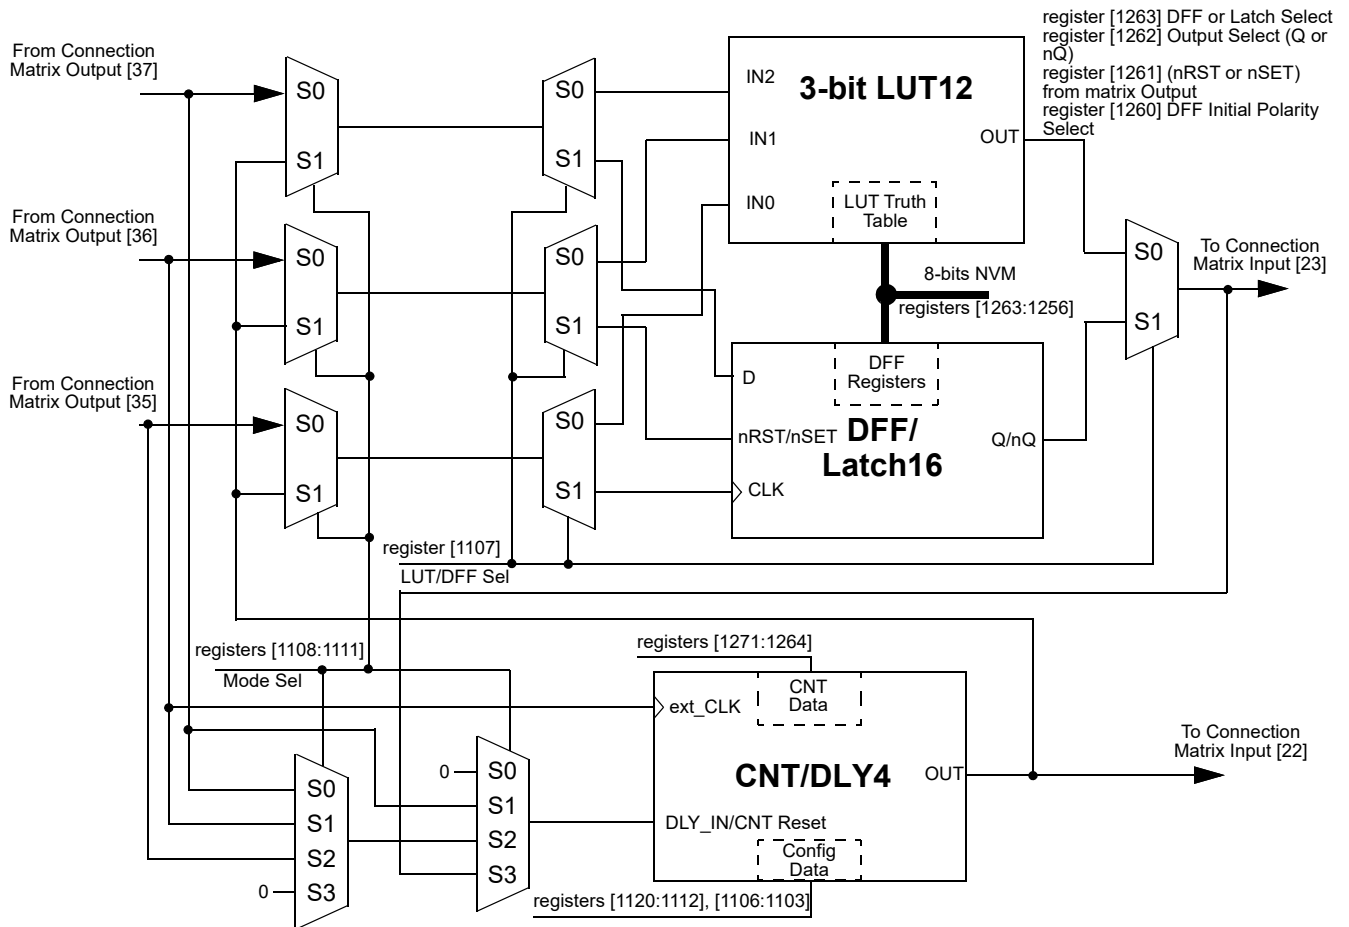 register [1263] DFF or Latch Select
register [1262] Output Select (Q or
nQ)
register [1261] (nRST or nSET)
from matrix Output
register [1260] DFF Initial Polarity
Select
From Connection
Matrix Output [37]
S0
S1
S0
S1
IN2
IN1
IN0
3-bit LUT12
OUT
LUT Truth
Table
From Connection
Matrix Output [36]
S0
S1
S0
S1
8-bits NVM
registers [1263:1256]
S0
S1
To Connection
Matrix Input [23]
From Connection
Matrix Output [35]
S0
S1
S0
S1
DFF
Registers
D
nRST/nSET
CLK
DFF/
Latch16
Q/nQ
register [1107]
LUT/DFF Sel
registers [1108:1111]
Mode Sel
registers [1271:1264]
CNT
Data
ext_CLK
CNT/DLY4
OUT
DLY_IN/CNT Reset
Config
Data
To Connection
Matrix Input [22]
S0
S1
S2
0
S3
0
S0
S1
S2
S3
registers [1120:1112], [1106:1103]